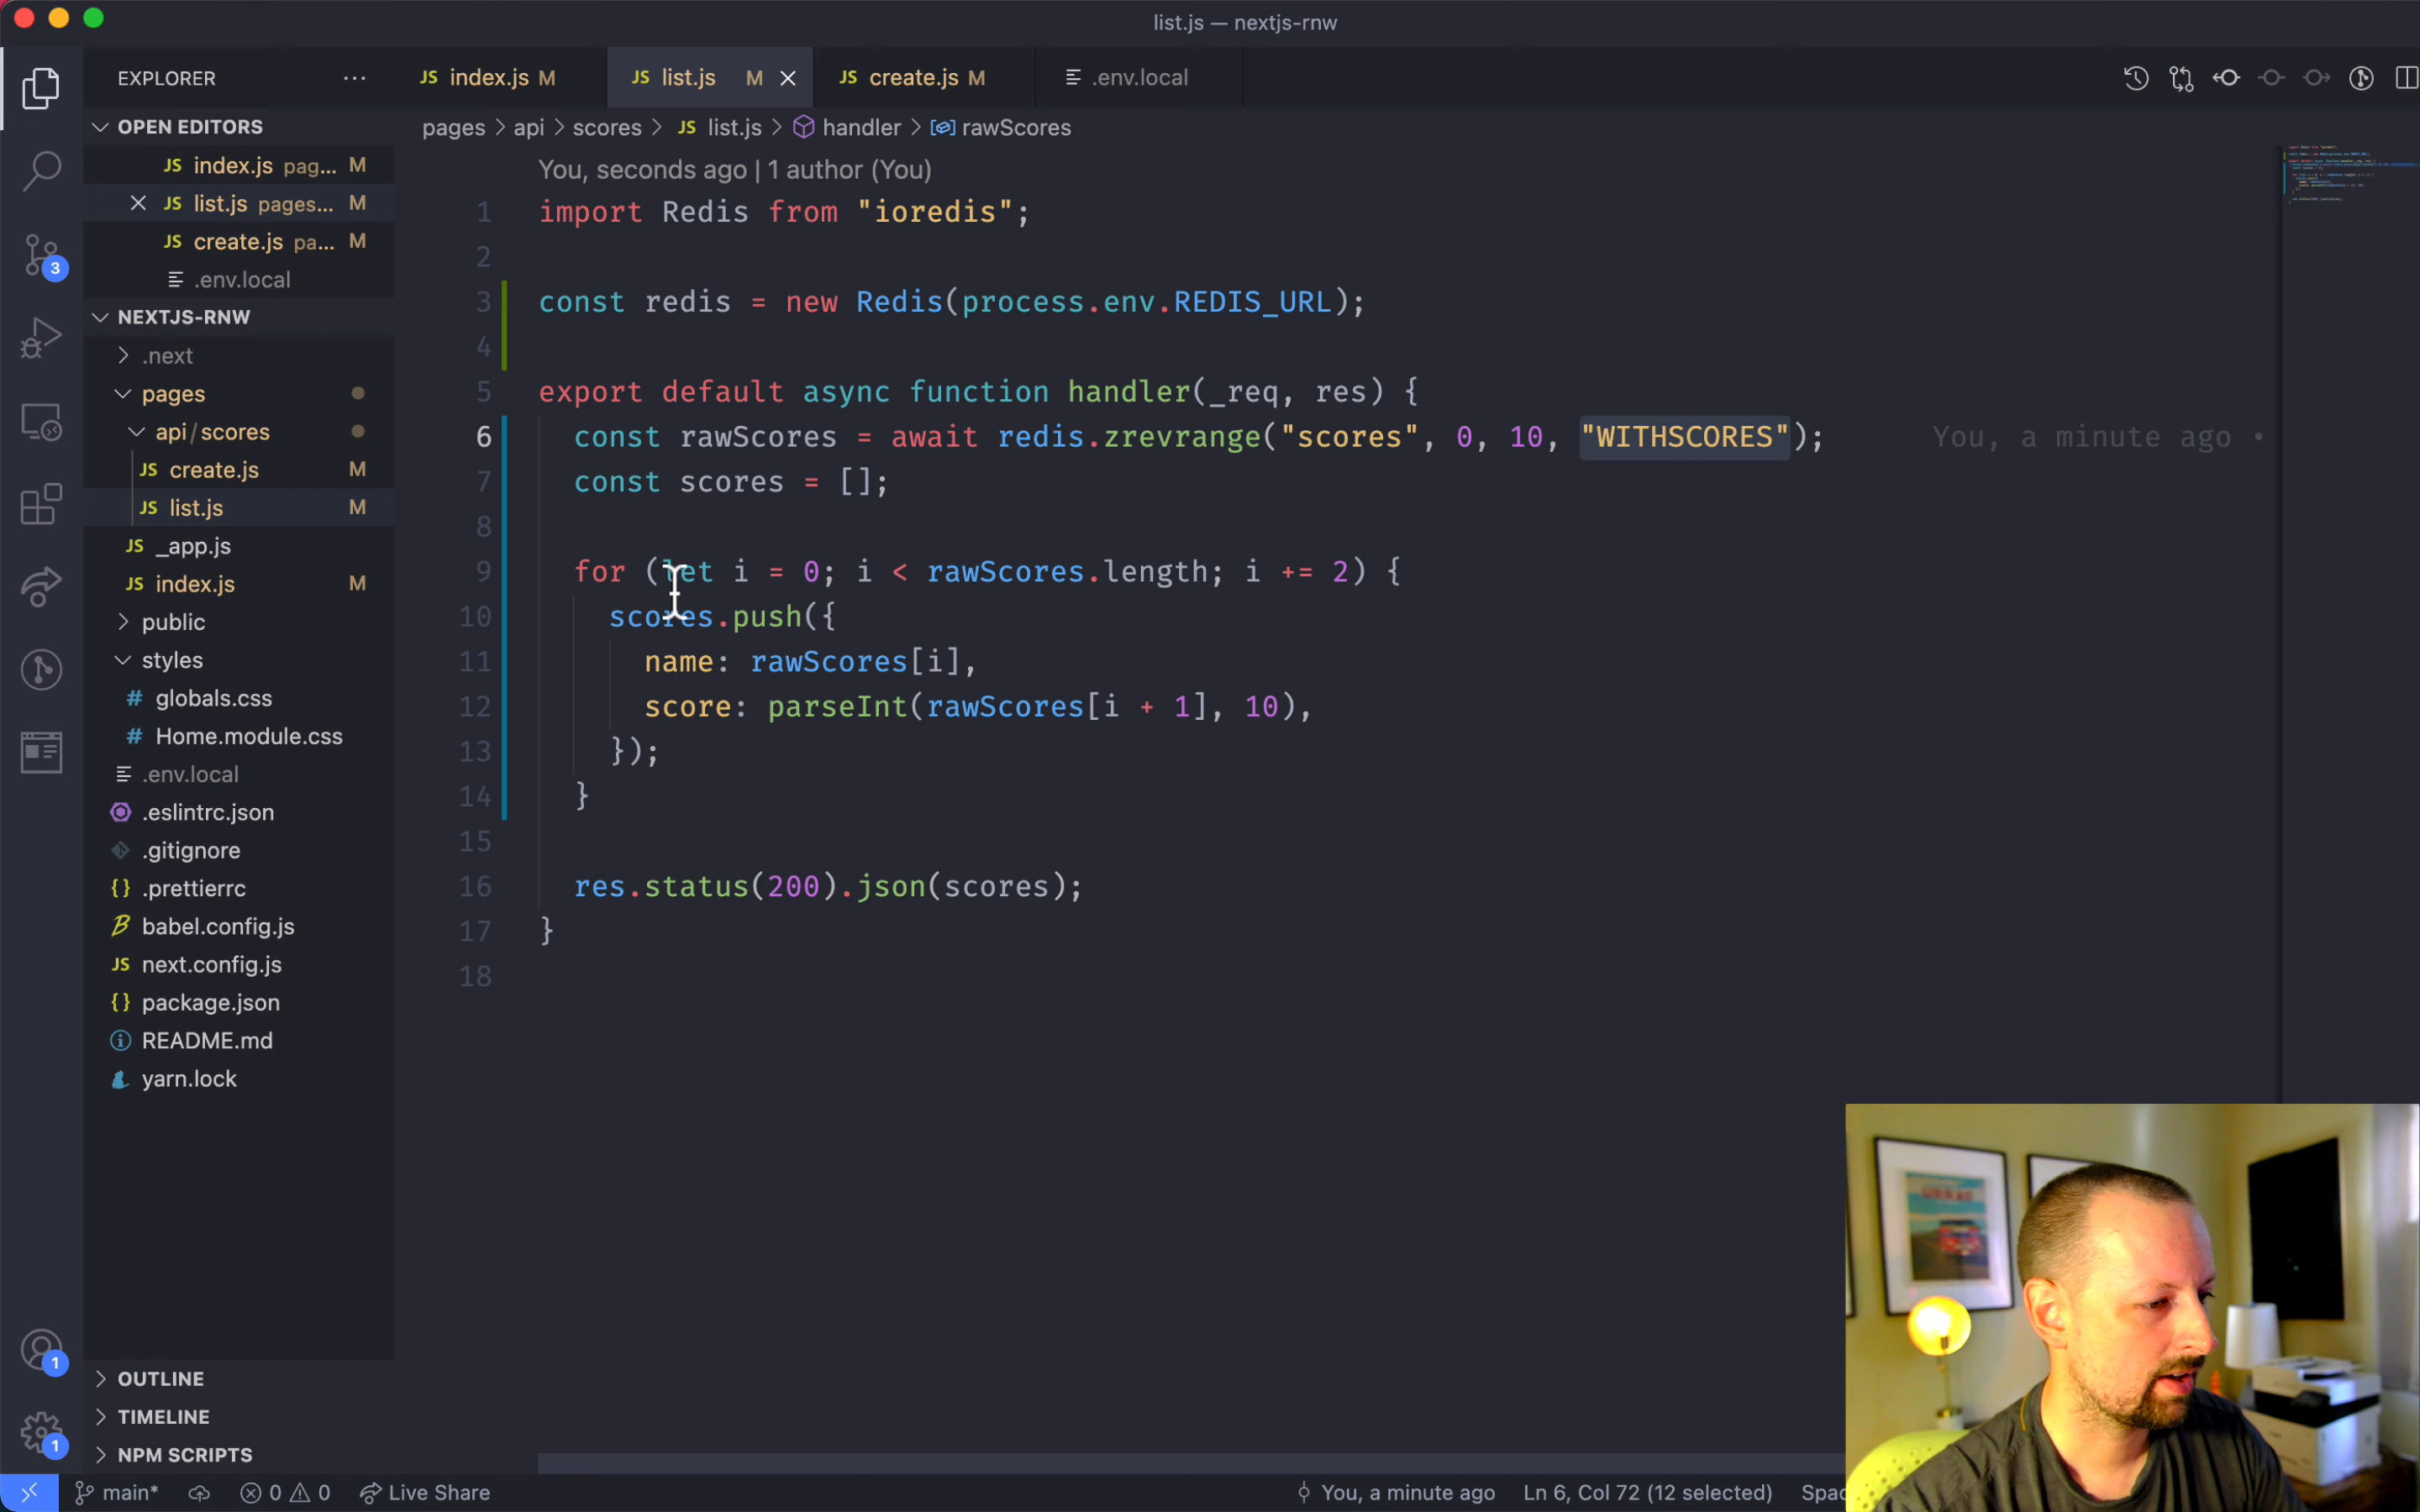 list.js — nextjs-rnw
EXPLORER ···
JS index.js M
JS list.js M
JS create.js M
.env.local
OPEN EDITORS
JS index.js pag... M
JS list.js pages... M
JS create.js pa... M
.env.local
NEXTJS-RNW
.next
pages
api/scores
JS create.js M
JS list.js M
JS _app.js
JS index.js M
public
styles
# globals.css
# Home.module.css
.env.local
.eslintrc.json
.gitignore
{} .prettierrc
babel.config.js
JS next.config.js
{} package.json
README.md
yarn.lock
OUTLINE
TIMELINE
NPM SCRIPTS
3
1
1
pages > api > scores > JS list.js > handler > rawScores
You, seconds ago | 1 author (You)
1 import Redis from "ioredis";
2
3 const redis = new Redis(process.env.REDIS_URL);
4
5 export default async function handler(_req, res) {
6 const rawScores = await redis.zrevrange("scores", 0, 10, "WITHSCORES"); You, a minute ago •
7 const scores = [];
8
9 for (let i = 0; i < rawScores.length; i += 2) {
10 scores.push({
11 name: rawScores[i],
12 score: parseInt(rawScores[i + 1], 10),
13 });
14 }
15
16 res.status(200).json(scores);
17 }
18
main* 0 0 Live Share You, a minute ago Ln 6, Col 72 (12 selected)